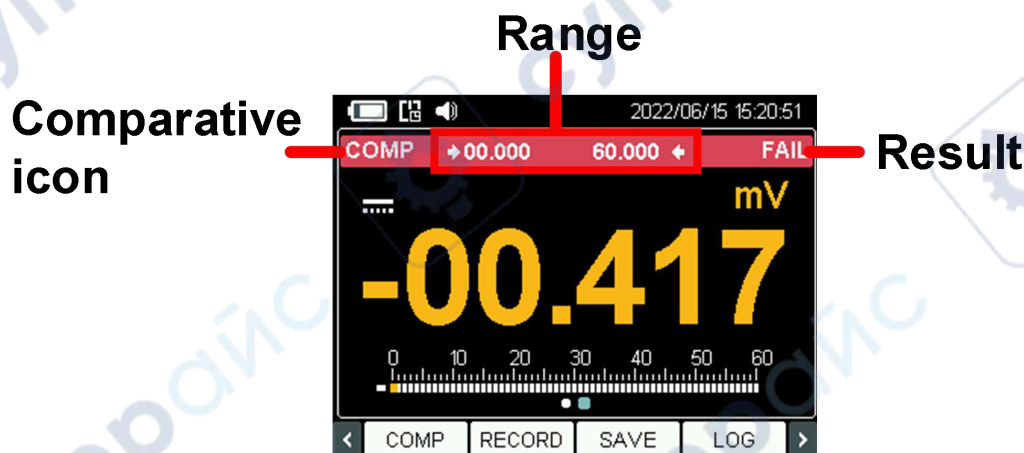 Range
Comparative
icon
2022/06/15 15:20:51
COMP 00.000 60.000 FAIL
Result
mV
-00.417
0 10 20 30 40 50 60
COMP RECORD SAVE LOG